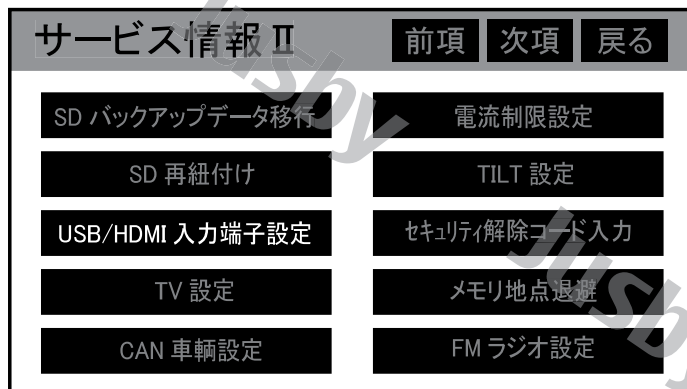 サービス情報Ⅱ 前項 次項 戻る
SD バックアップデータ移行 電流制限設定
SD 再紐付け TILT 設定
USB/HDMI 入力端子設定 セキュリティ解除コード入力
TV 設定 メモリ地点退避
CAN 車輌設定 FM ラジオ設定
Jusby
Jusby